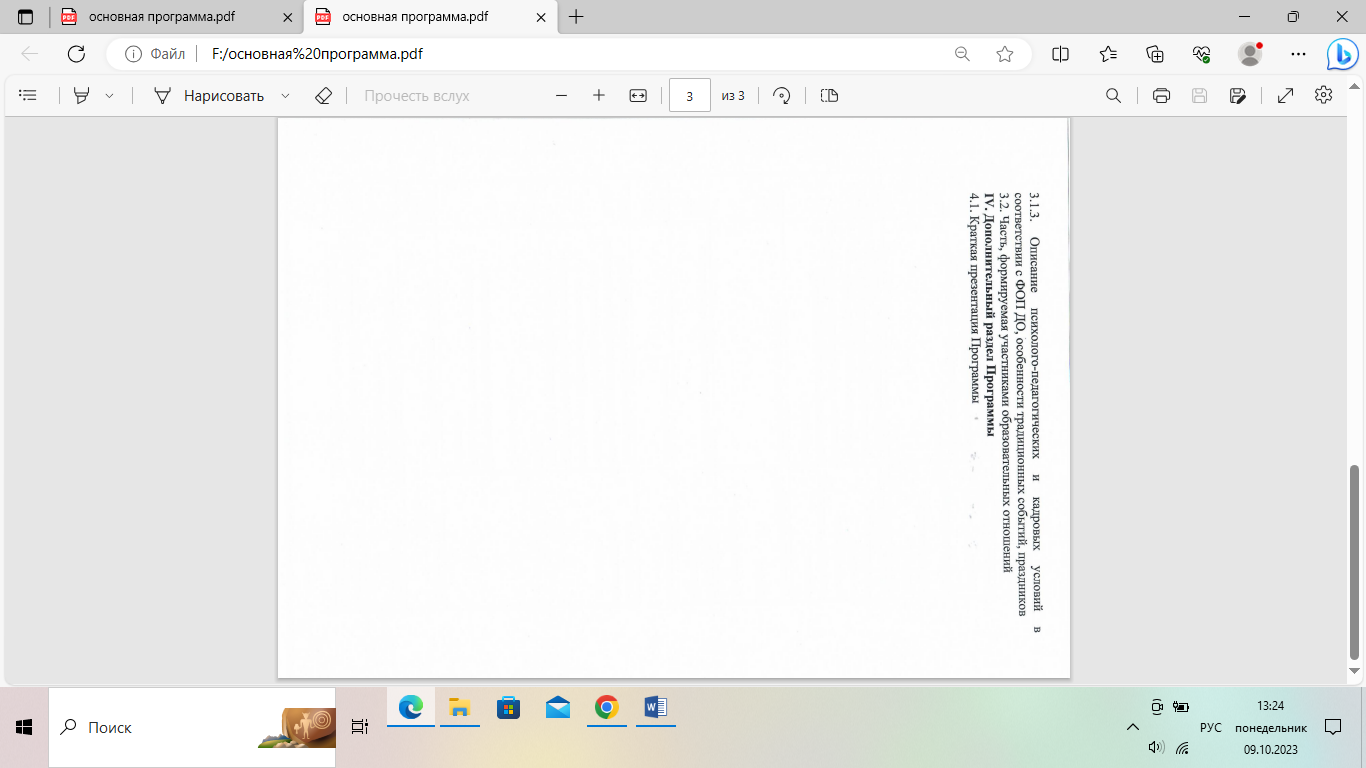 основная программа.pdf
основная программа.pdf
Файл
F:/основная%20программа.pdf
Нарисовать
Прочесть вслух
3
из 3
3.1.3. Описание психолого-педагогических и кадровых условий в
соответствии с ФОП ДО, особенности традиционных событий, праздников
3.2. Часть, формируемая участниками образовательных отношений
IV. Дополнительный раздел Программы
4.1. Краткая презентация Программы
Поиск
РУС
13:24
понедельник
09.10.2023